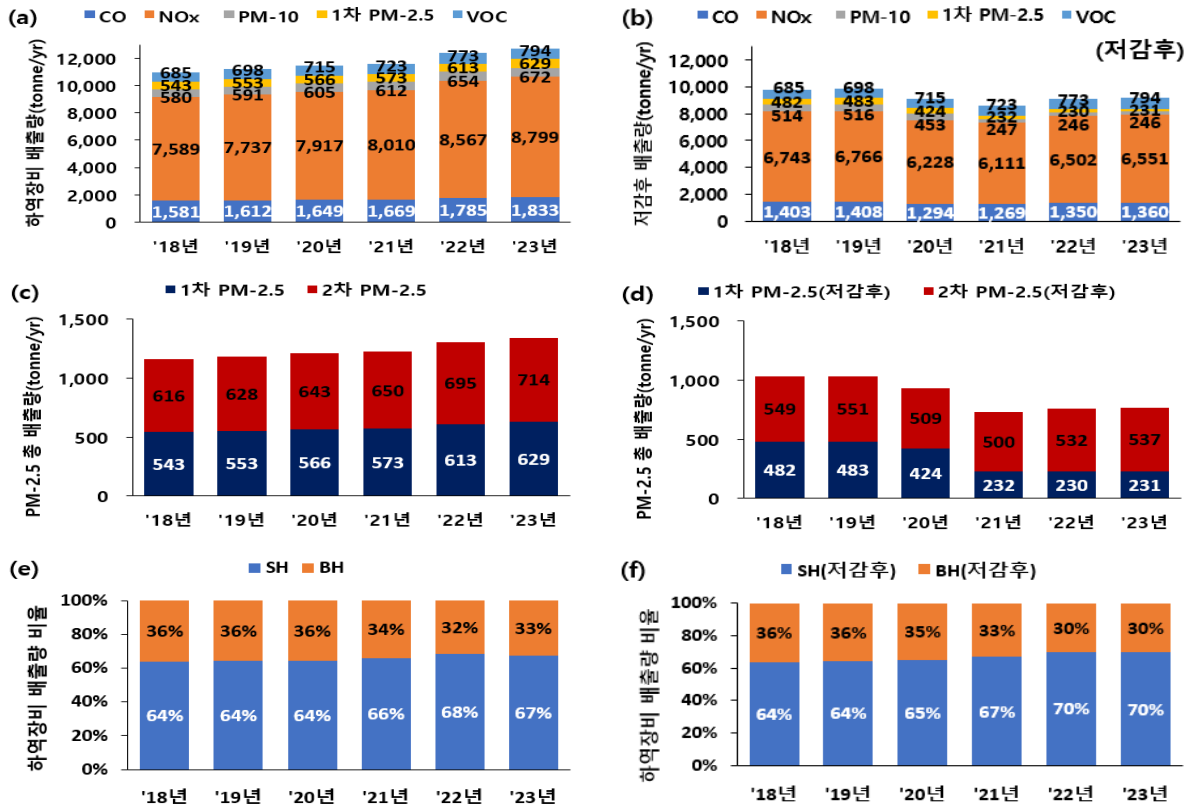 (a)
CO NOx PM-10 1차 PM-2.5 VOC
하역장비 배출량(tonne/yr)
12,000
10,000
8,000
6,000
4,000
2,000
0
685 698 715 723 773 794
543 553 566 573 613 629
580 591 605 612 654 672
7,589 7,737 7,917 8,010 8,567 8,799
1,581 1,612 1,649 1,669 1,785 1,833
'18년 '19년 '20년 '21년 '22년 '23년
(b)
CO NOx PM-10 1차 PM-2.5 VOC
(저감후)
저감후 배출량(tonne/yr)
12,000
10,000
8,000
6,000
4,000
2,000
0
685 698 715 723 773 794
482 483 424 232 230 231
514 516 453 247 246 246
6,743 6,766 6,228 6,111 6,502 6,551
1,403 1,408 1,294 1,269 1,350 1,360
'18년 '19년 '20년 '21년 '22년 '23년
(c)
1차 PM-2.5 2차 PM-2.5
PM-2.5 총 배출량(tonne/yr)
1,500
1,000
500
0
616 628 643 650 695 714
543 553 566 573 613 629
'18년 '19년 '20년 '21년 '22년 '23년
(d)
1차 PM-2.5(저감후) 2차 PM-2.5(저감후)
PM-2.5 총 배출량(tonne/yr)
1,500
1,000
500
0
549 551 509 500 532 537
482 483 424 232 230 231
'18년 '19년 '20년 '21년 '22년 '23년
(e)
SH BH
하역장비 배출량 비율
100%
80%
60%
40%
20%
0%
36% 36% 36% 34% 32% 33%
64% 64% 64% 66% 68% 67%
'18년 '19년 '20년 '21년 '22년 '23년
(f)
SH(저감후) BH(저감후)
하역장비 배출량 비율
100%
80%
60%
40%
20%
0%
36% 36% 35% 33% 30% 30%
64% 64% 65% 67% 70% 70%
'18년 '19년 '20년 '21년 '22년 '23년